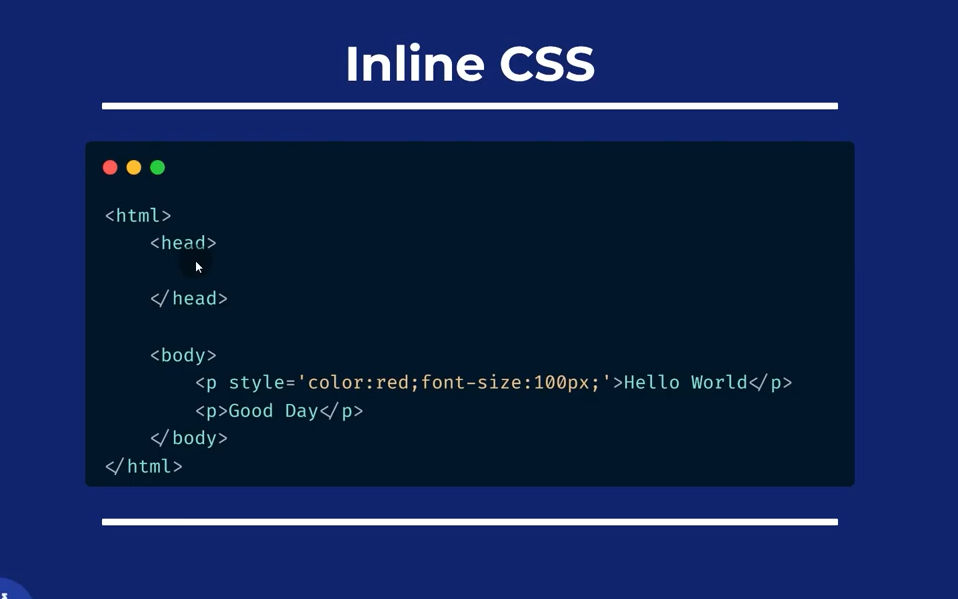 Inline CSS
<html>
<head>
</head>
<body>
<p style='color:red;font-size:100px;'>Hello World</p>
<p>Good Day</p>
</body>
</html>